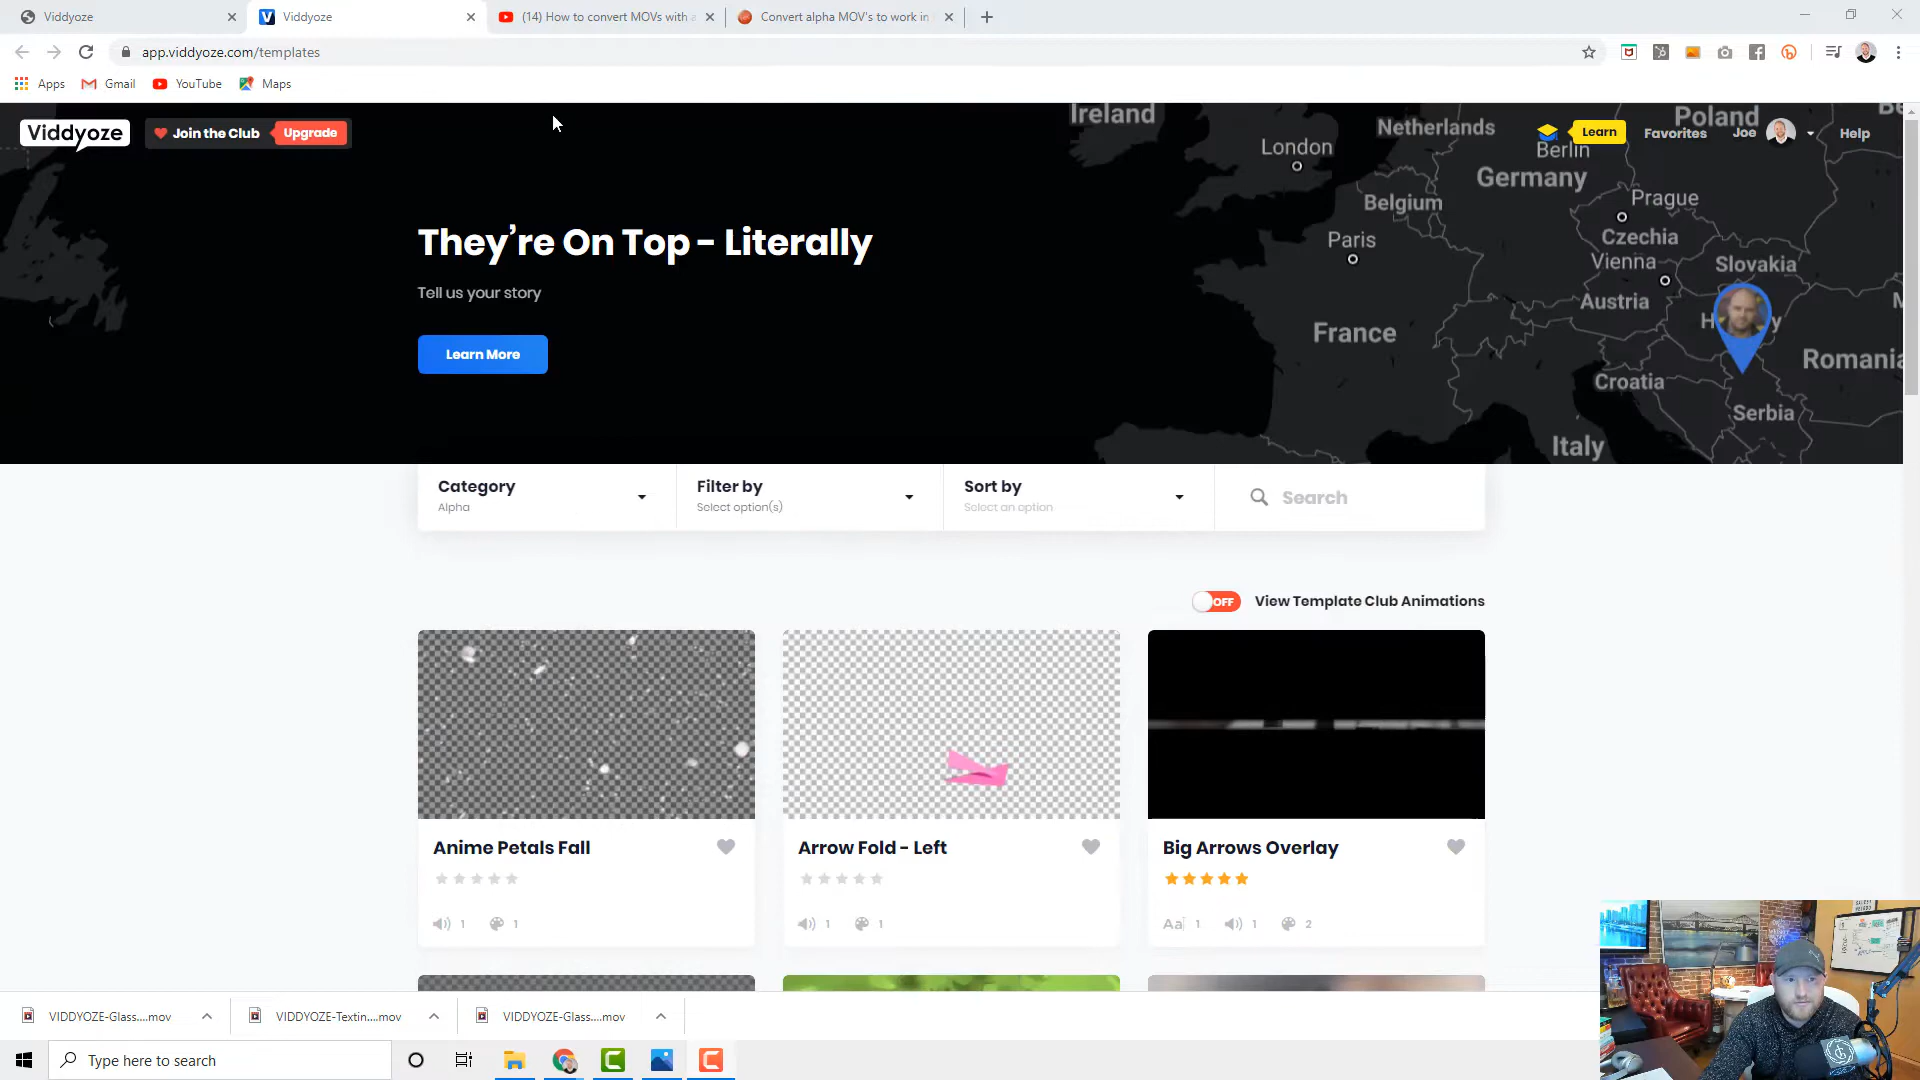 Viddyoze
Viddyoze
(14) How to convert MOVs with a
Convert alpha MOV's to work in
app.viddyoze.com/templates
Apps
Gmail
YouTube
Maps
Viddyoze
Join the Club
Upgrade
Learn
Favorites
Joe
Help
Ireland
Netherlands
Poland
Be
London
Berlin
Germany
Belgium
Prague
Paris
Czechia
Vienna
Slovakia
Austria
France
Romania
Croatia
Serbia
Italy
They're On Top - Literally
Tell us your story
Learn More
Category
Alpha
Filter by
Select option(s)
Sort by
Select an option
Search
OFF
View Template Club Animations
Anime Petals Fall
1
1
Arrow Fold - Left
1
1
Big Arrows Overlay
Aa
1
1
2
VIDDYOZE-Glass....mov
VIDDYOZE-Textin....mov
VIDDYOZE-Glass....mov
Type here to search